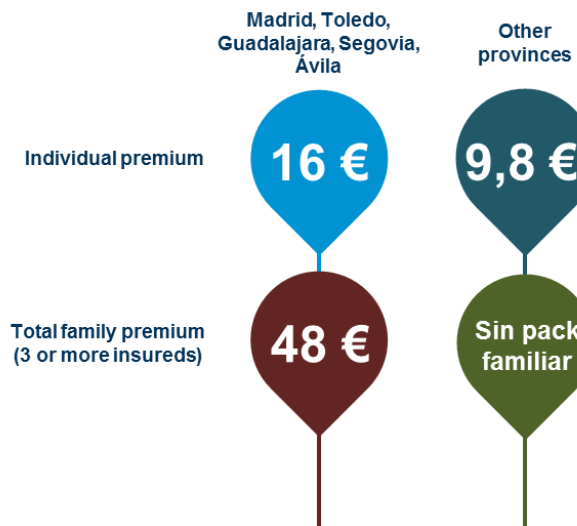 Madrid, Toledo,
Guadalajara, Segovia,
Ávila
Other
provinces
Individual premium
16 €
9,8 €
Total family premium
(3 or more insureds)
48 €
Sin pack
familiar